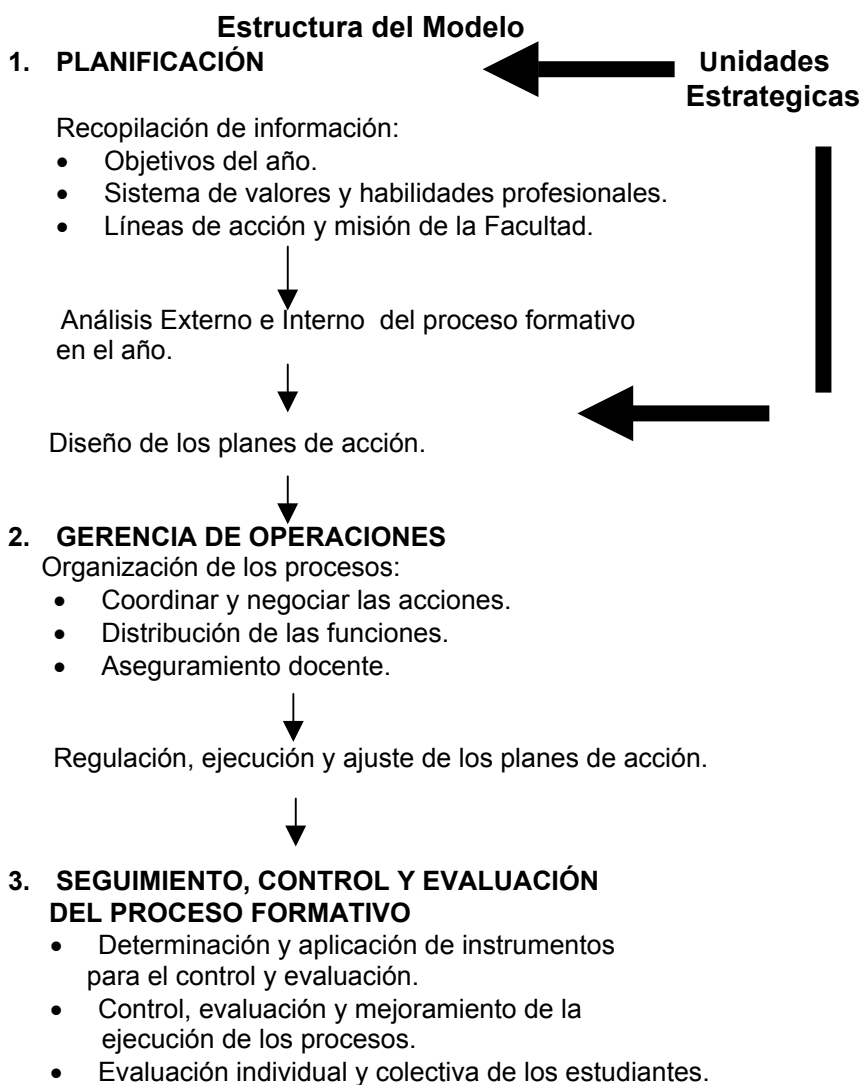 Estructura del Modelo
1. PLANIFICACIÓN
Unidades
Estrategicas
Recopilación de información:
• Objetivos del año.
• Sistema de valores y habilidades profesionales.
• Líneas de acción y misión de la Facultad.
Análisis Externo e Interno del proceso formativo
en el año.
Diseño de los planes de acción.
2. GERENCIA DE OPERACIONES
Organización de los procesos:
• Coordinar y negociar las acciones.
• Distribución de las funciones.
• Aseguramiento docente.
Regulación, ejecución y ajuste de los planes de acción.
3. SEGUIMIENTO, CONTROL Y EVALUACIÓN
DEL PROCESO FORMATIVO
• Determinación y aplicación de instrumentos
para el control y evaluación.
• Control, evaluación y mejoramiento de la
ejecución de los procesos.
• Evaluación individual y colectiva de los estudiantes.